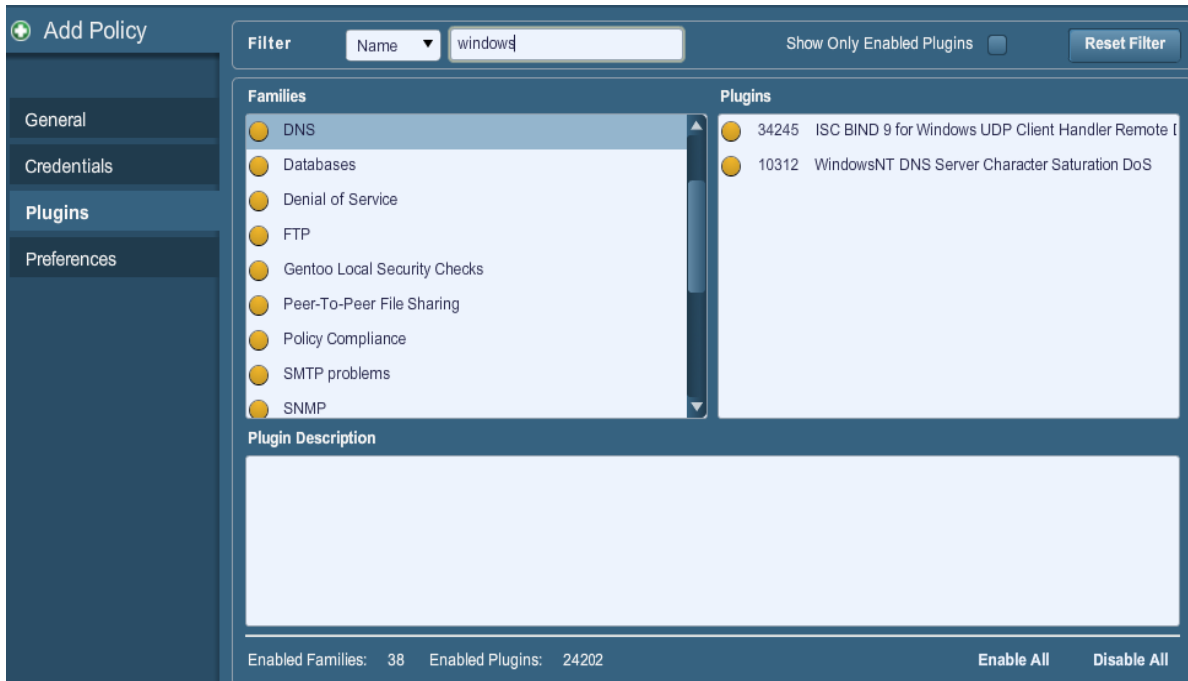 Add Policy
General
Credentials
Plugins
Preferences
Filter Name windows Show Only Enabled Plugins Reset Filter
Families
DNS
Databases
Denial of Service
FTP
Gentoo Local Security Checks
Peer-To-Peer File Sharing
Policy Compliance
SMTP problems
SNMP
Plugins
34245 ISC BIND 9 for Windows UDP Client Handler Remote
10312 WindowsNT DNS Server Character Saturation DoS
Plugin Description
Enabled Families: 38 Enabled Plugins: 24202 Enable All Disable All